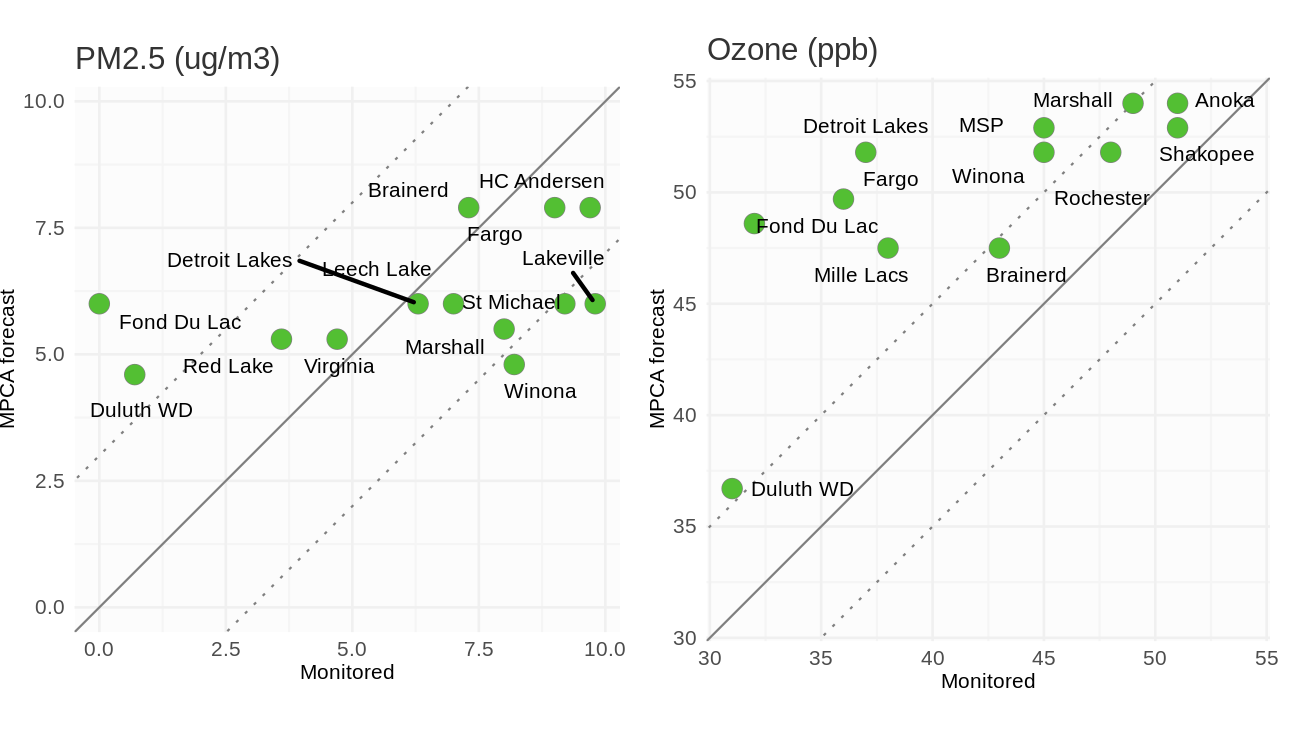 PM2.5 (ug/m3)
10.0
7.5
5.0
2.5
0.0
MPCA forecast
Brainerd
HC Andersen
Fargo
Detroit Lakes
Leech Lake
Lakeville
St Michael
Fond Du Lac
Marshall
Red Lake
Virginia
Winona
Duluth WD
0.0 2.5 5.0 7.5 10.0
Monitored
Ozone (ppb)
55
50
45
40
35
30
MPCA forecast
Marshall
Anoka
Detroit Lakes
MSP
Shakopee
Fargo
Winona
Rochester
Fond Du Lac
Mille Lacs
Brainerd
Duluth WD
30 35 40 45 50 55
Monitored